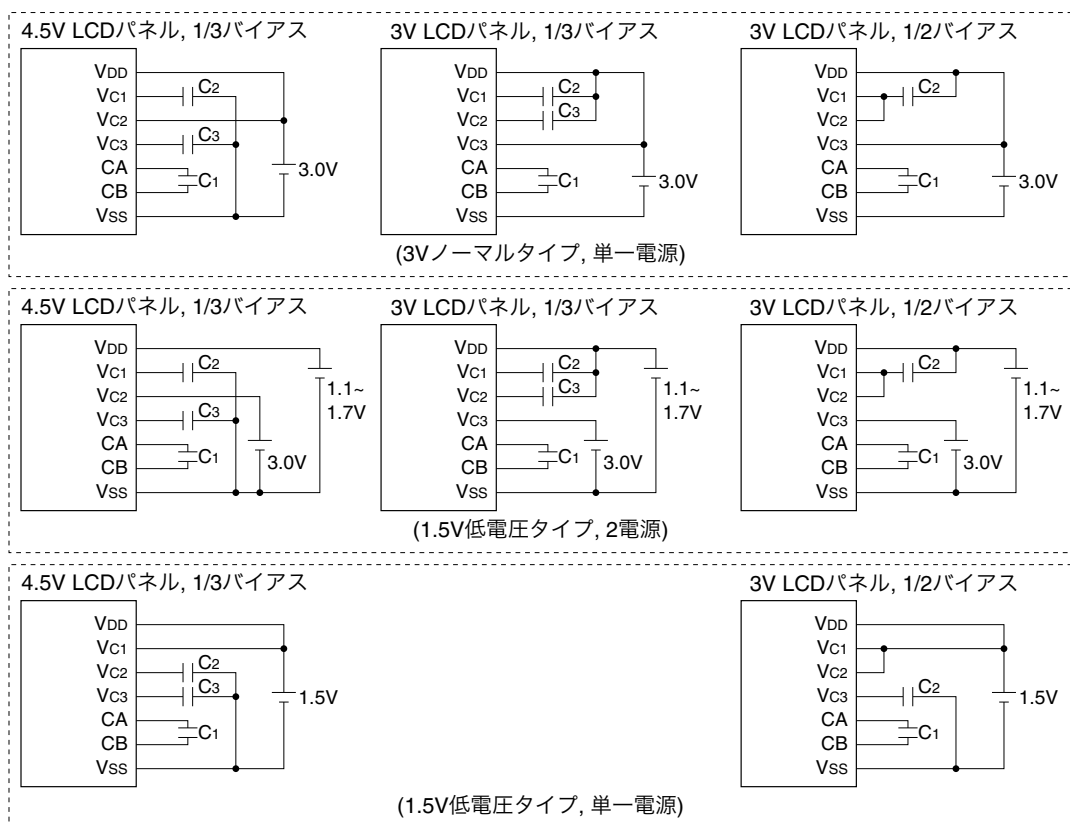 4.5V LCDパネル, 1/3バイアス
VDD
VC1
VC2
VC3
CA
CB
VSS
C2
C3
C1
3.0V
3V LCDパネル, 1/3バイアス
VDD
VC1
VC2
VC3
CA
CB
VSS
C2
C3
C1
3.0V
3V LCDパネル, 1/2バイアス
VDD
VC1
VC2
VC3
CA
CB
VSS
C2
C1
3.0V
(3Vノーマルタイプ, 単一電源)
4.5V LCDパネル, 1/3バイアス
VDD
VC1
VC2
VC3
CA
CB
VSS
C2
C3
C1
3.0V
1.1~
1.7V
3V LCDパネル, 1/3バイアス
VDD
VC1
VC2
VC3
CA
CB
VSS
C2
C3
C1
3.0V
1.1~
1.7V
3V LCDパネル, 1/2バイアス
VDD
VC1
VC2
VC3
CA
CB
VSS
C2
C1
3.0V
1.1~
1.7V
(1.5V低電圧タイプ, 2電源)
4.5V LCDパネル, 1/3バイアス
VDD
VC1
VC2
VC3
CA
CB
VSS
C2
C3
C1
1.5V
3V LCDパネル, 1/2バイアス
VDD
VC1
VC2
VC3
CA
CB
VSS
C2
C1
1.5V
(1.5V低電圧タイプ, 単一電源)